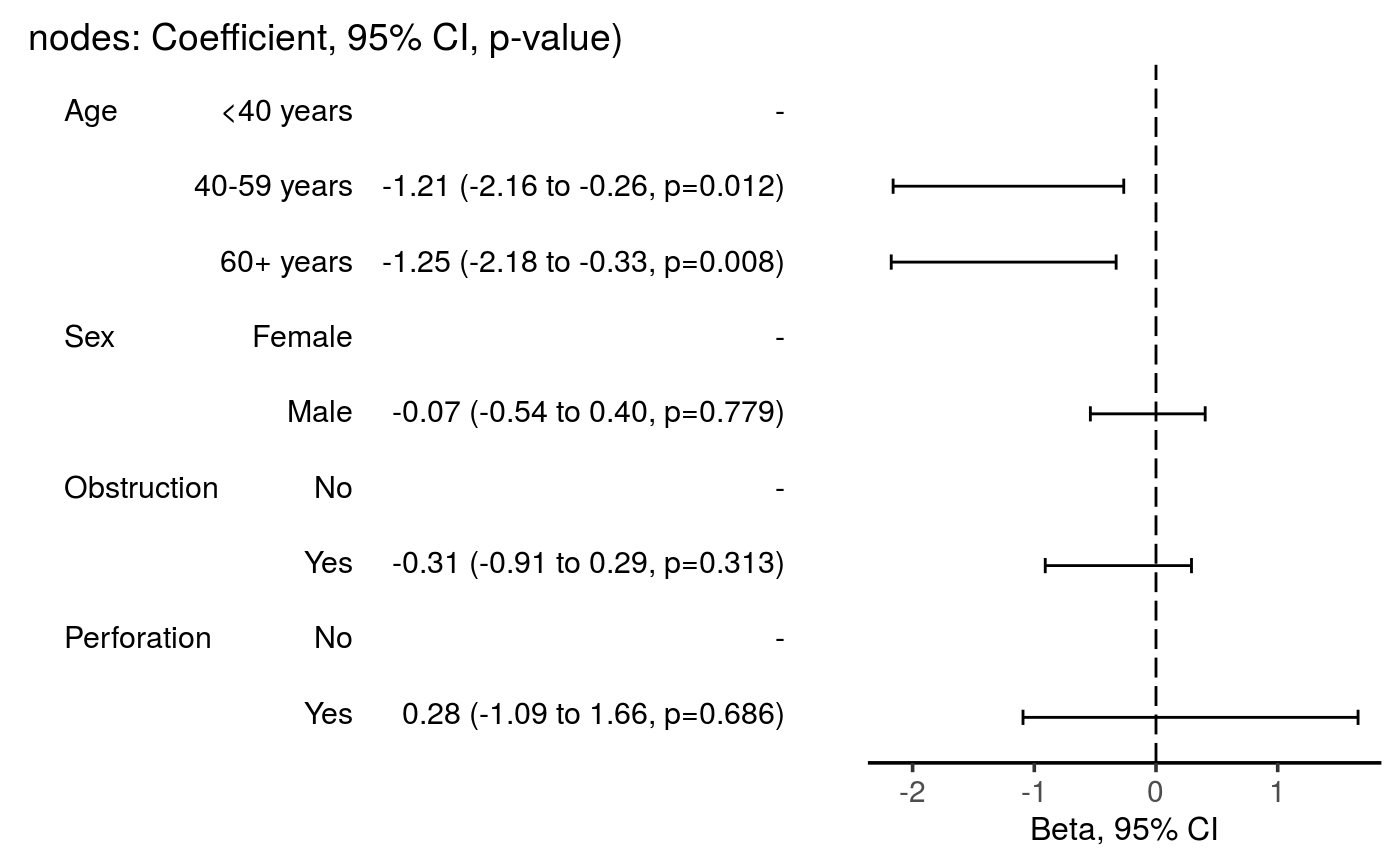 nodes: Coefficient, 95% CI, p-value)
Age <40 years -
40-59 years -1.21 (-2.16 to -0.26, p=0.012)
60+ years -1.25 (-2.18 to -0.33, p=0.008)
Sex Female -
Male -0.07 (-0.54 to 0.40, p=0.779)
Obstruction No -
Yes -0.31 (-0.91 to 0.29, p=0.313)
Perforation No -
Yes 0.28 (-1.09 to 1.66, p=0.686)
-2 -1 0 1
Beta, 95% CI